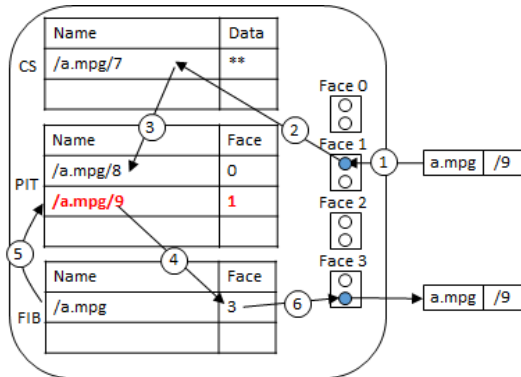 Name Data
CS /a.mpg/7 **
Face 0
3 2
Face 1
Name Face
1 a.mpg /9
PIT /a.mpg/8 0
/a.mpg/9 1
Face 2
5 4
Face 3
Name Face
FIB /a.mpg 3 6 a.mpg /9